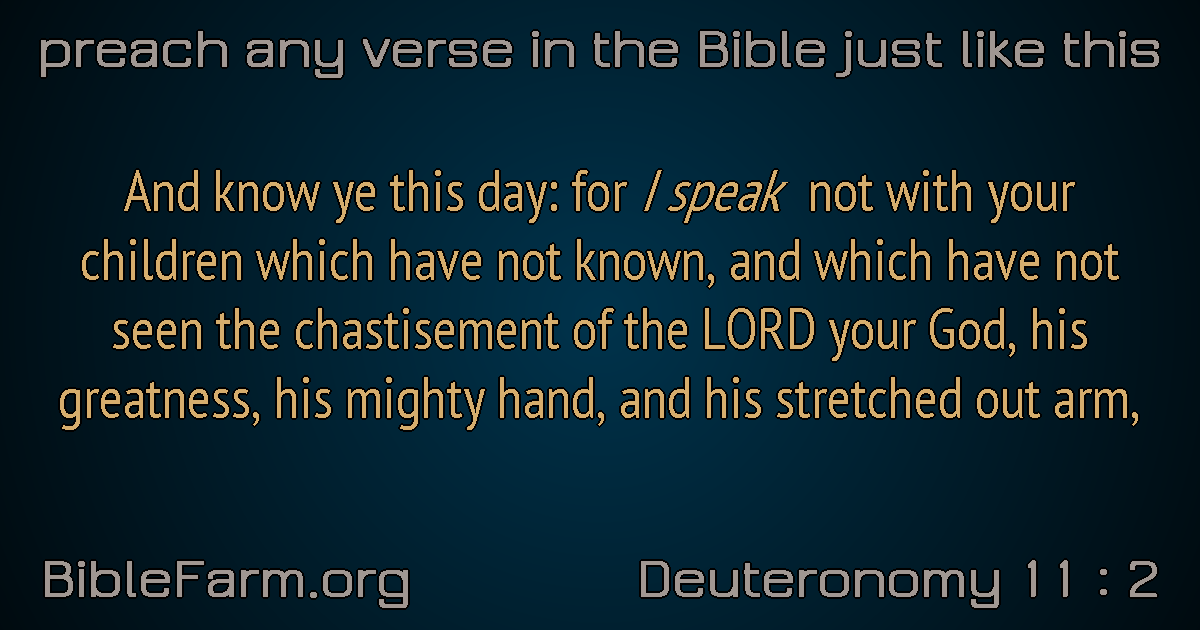 preach any verse in the Bible just like this
And know ye this day: for I speak not with your
children which have not known, and which have not
seen the chastisement of the LORD your God, his
greatness, his mighty hand, and his stretched out arm,
BibleFarm.org
Deuteronomy 11 : 2